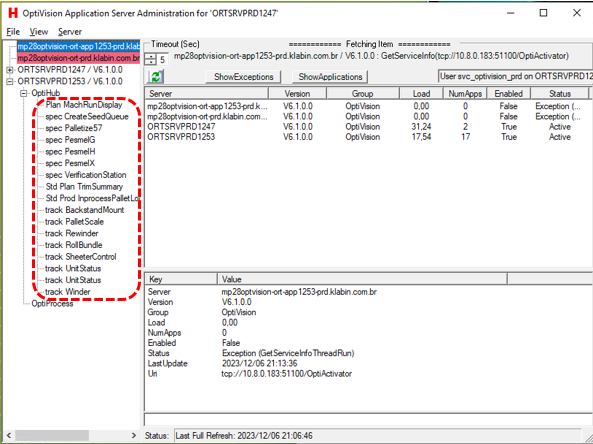 H OptiVision Application Server Administration for 'ORTSRVPRD1247'
File View Server
mp28optvision-ort-app1253-prd.klabin
mp28optvision-ort-prd.klabin.com.br
ORTSRVPRD1247 / V6.1.0.0
ORTSRVPRD1253 / V6.1.0.0
OptiHub
Plan MachRunDisplay
spec CreateSeedQueue
spec Palletize57
spec PesmelG
spec PesmelH
spec PesmelX
spec VerificationStation
Std Plan TrimSummary
Std Prod InprocessPalletLo
track BackstandMount
track PalletScale
track Rewinder
track RollBundle
track SheeterControl
track UnitStatus
track UnitStatus
track Winder
OptiProcess
Timeout (Sec) ============ Fetching Item ============
5 mp28optvision-ort-app1253-prd.klabin.com.br / V6.1.0.0 : GetServiceInfo(tcp://10.8.0.183:51100/OptiActivator)
ShowExceptions ShowApplications User svc_optivision_prd on ORTSRVPRD12
Server Version Group Load NumApps Enabled Status
mp28optvision-ort-app1253-prd.k... V6.1.0.0 OptiVision 0,00 0 False Exception (...
mp28optvision-ort-prd.klabin.com... V6.1.0.0 OptiVision 0,00 0 False Exception (...
ORTSRVPRD1247 V6.1.0.0 OptiVision 31,24 2 True Active
ORTSRVPRD1253 V6.1.0.0 OptiVision 17,54 17 True Active
Key Value
Server mp28optvision-ort-app1253-prd.klabin.com.br
Version V6.1.0.0
Group OptiVision
Load 0,00
NumApps 0
Enabled False
Status Exception (GetServiceInfoThreadRun)
LastUpdate 2023/12/06 21:13:36
Uri tcp://10.8.0.183:51100/OptiActivator
Status: Last Full Refresh: 2023/12/06 21:06:46